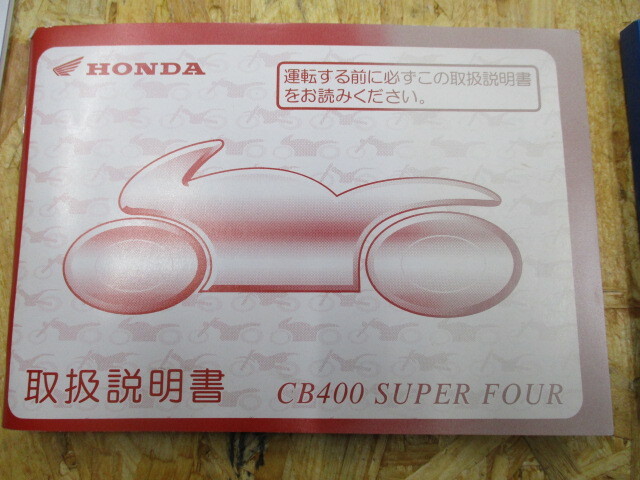 HONDA
運転する前に必ずこの取扱説明書
をお読みください。
取扱説明書
CB400 SUPER FOUR